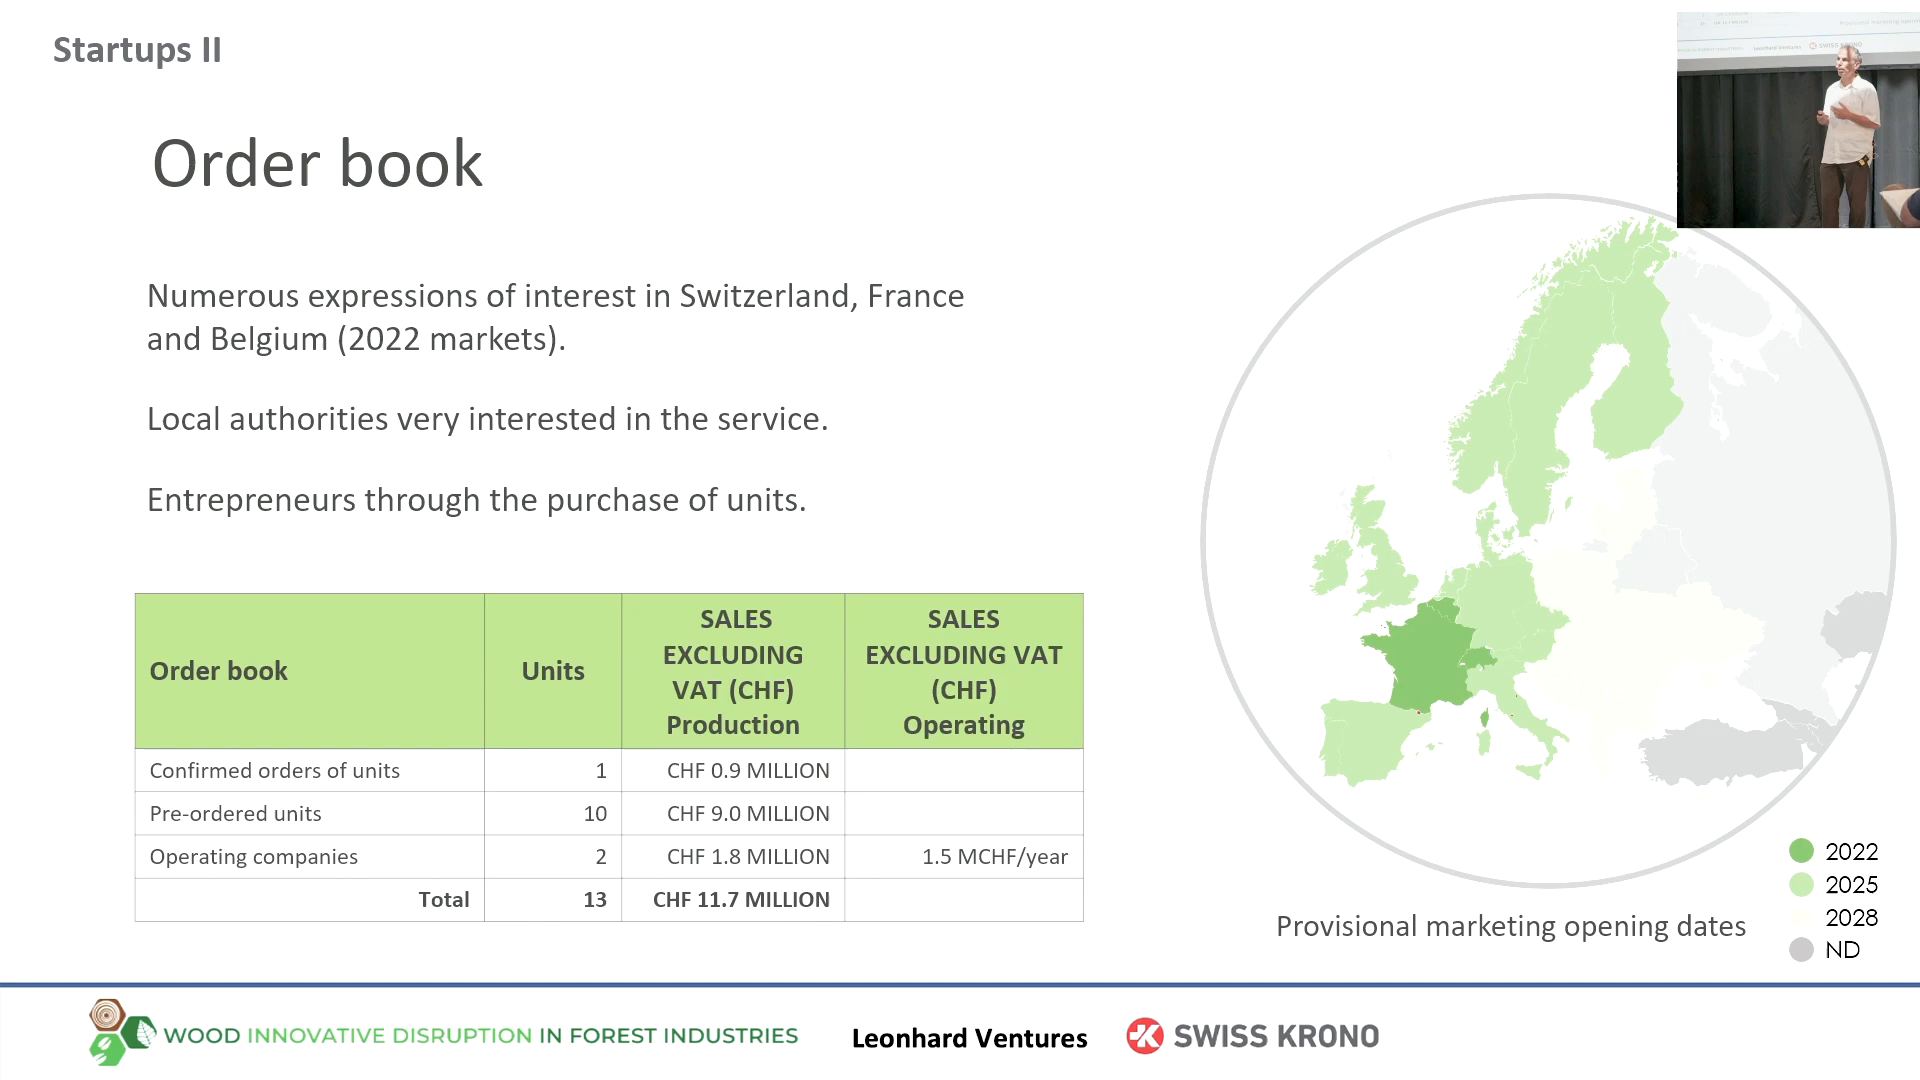 Startups II
Order book
Numerous expressions of interest in Switzerland, France
and Belgium (2022 markets).
Local authorities very interested in the service.
Entrepreneurs through the purchase of units.
Order book
Units
SALES
EXCLUDING
VAT (CHF)
Production
SALES
EXCLUDING VAT
(CHF)
Operating
Confirmed orders of units 1 CHF 0.9 MILLION
Pre-ordered units 10 CHF 9.0 MILLION
Operating companies 2 CHF 1.8 MILLION 1.5 MCHF/year
Total 13 CHF 11.7 MILLION
2022
2025
2028
ND
Provisional marketing opening dates
WOOD INNOVATIVE DISRUPTION IN FOREST INDUSTRIES
Leonhard Ventures
SWISS KRONO